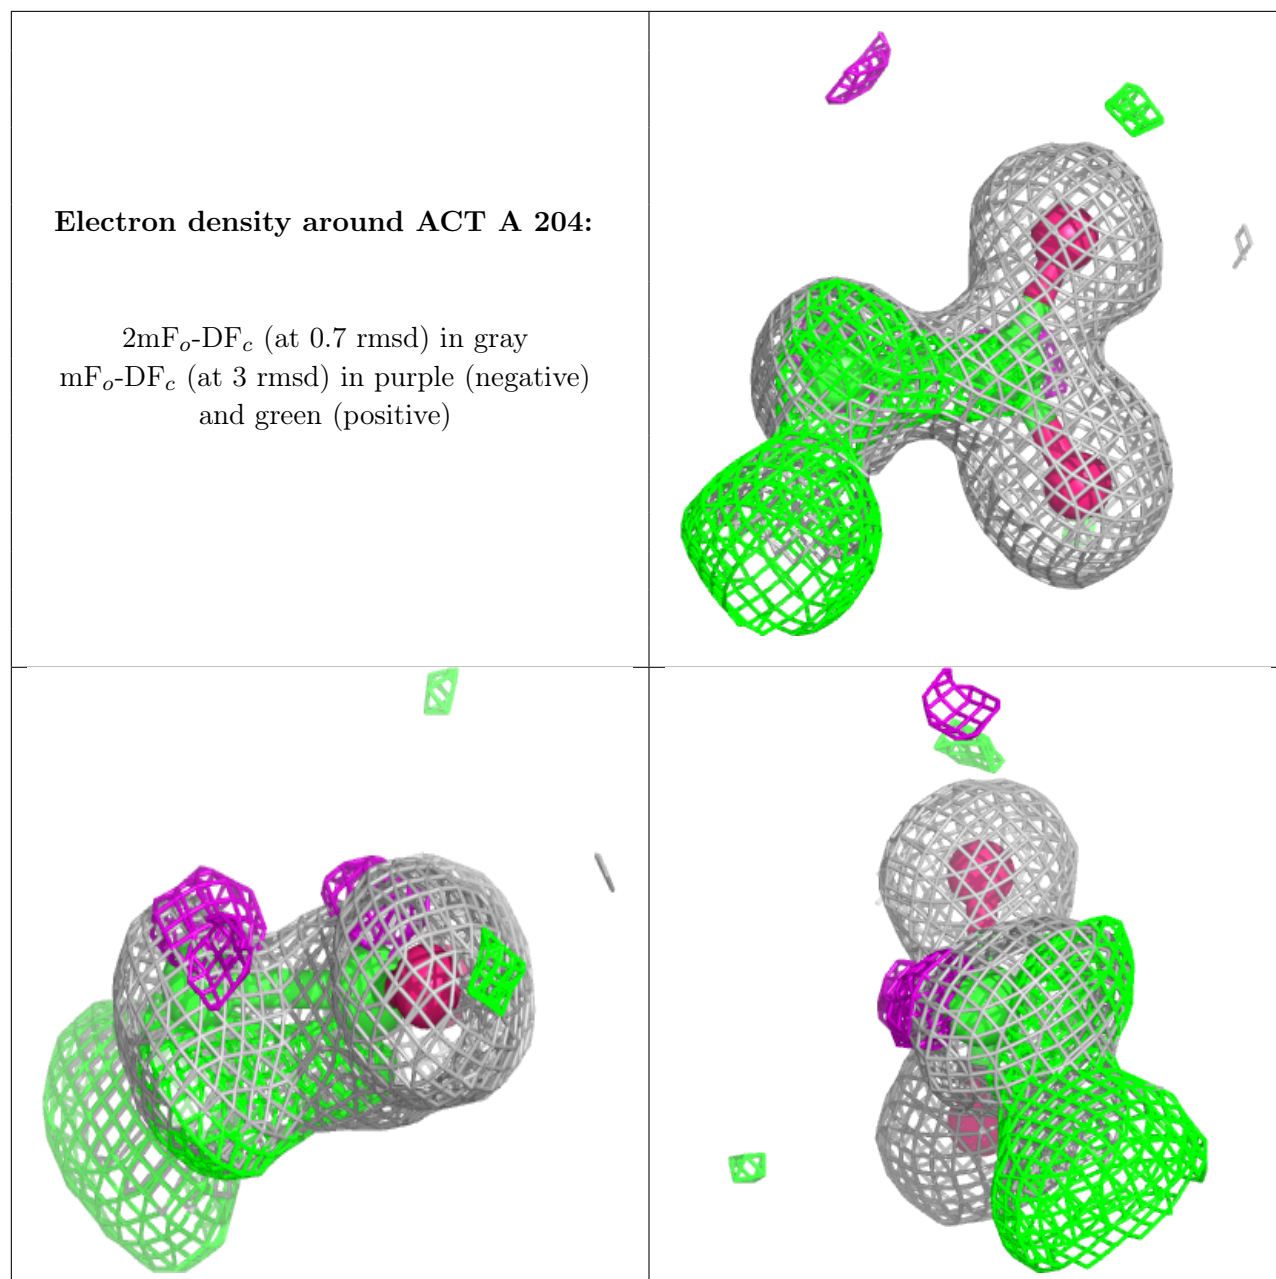 Electron density around ACT A 204:
2mFo-DFc (at 0.7 rmsd) in gray
mFo-DFc (at 3 rmsd) in purple (negative)
and green (positive)